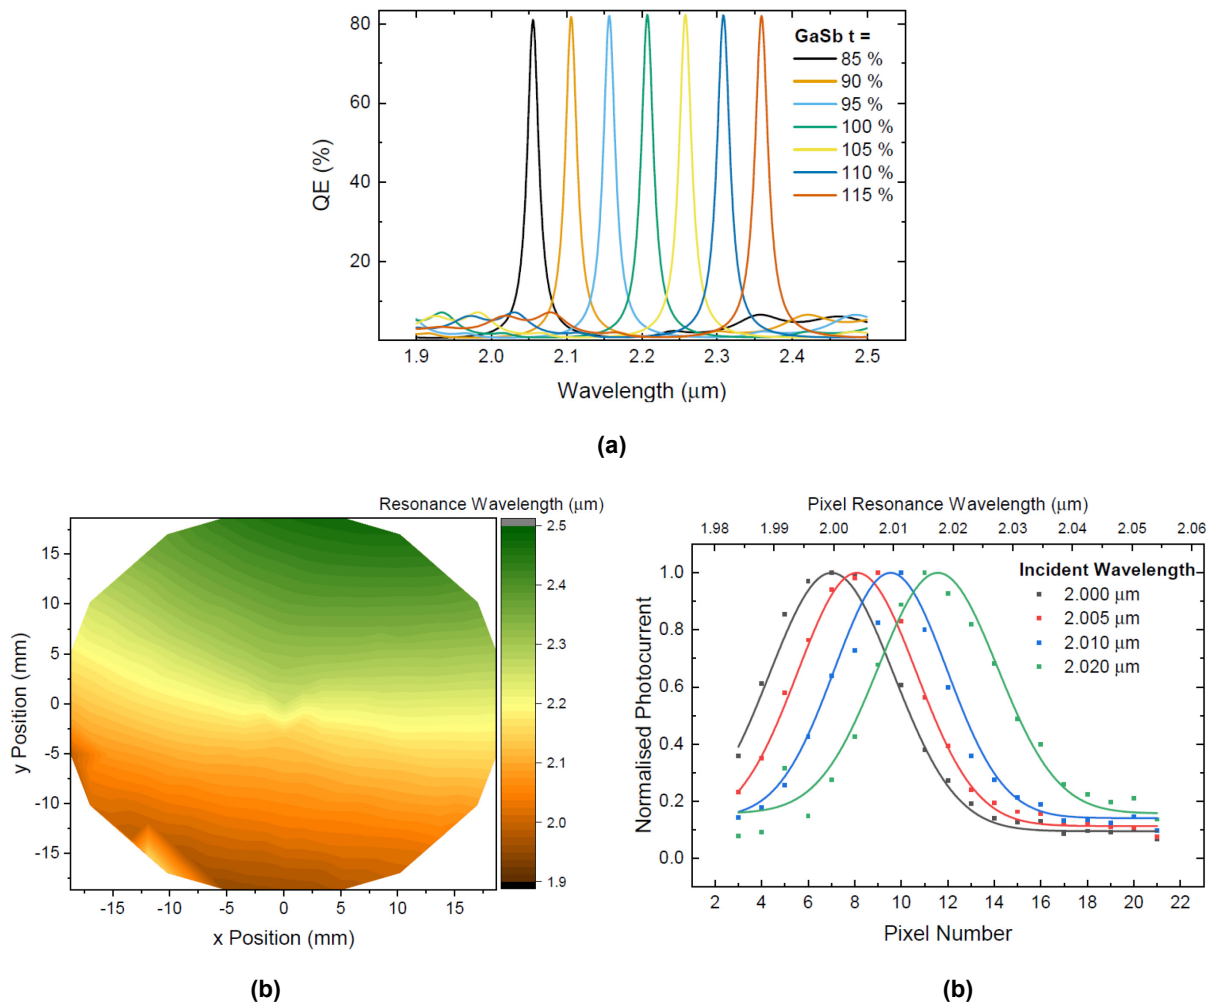 80
60
40
20
QE (%)
GaSb t =
85 %
90 %
95 %
100 %
105 %
110 %
115 %
1.9 2.0 2.1 2.2 2.3 2.4 2.5
Wavelength (μm)
(a)
Resonance Wavelength (μm)
15
10
5
0
-5
-10
-15
y Position (mm)
-15 -10 -5 0 5 10 15
x Position (mm)
2.5
2.4
2.3
2.2
2.1
2.0
1.9
(b)
Pixel Resonance Wavelength (μm)
1.98 1.99 2.00 2.01 2.02 2.03 2.04 2.05 2.06
1.0
0.8
0.6
0.4
0.2
0.0
Normalised Photocurrent
Incident Wavelength
2.000 μm
2.005 μm
2.010 μm
2.020 μm
2 4 6 8 10 12 14 16 18 20 22
Pixel Number
(b)